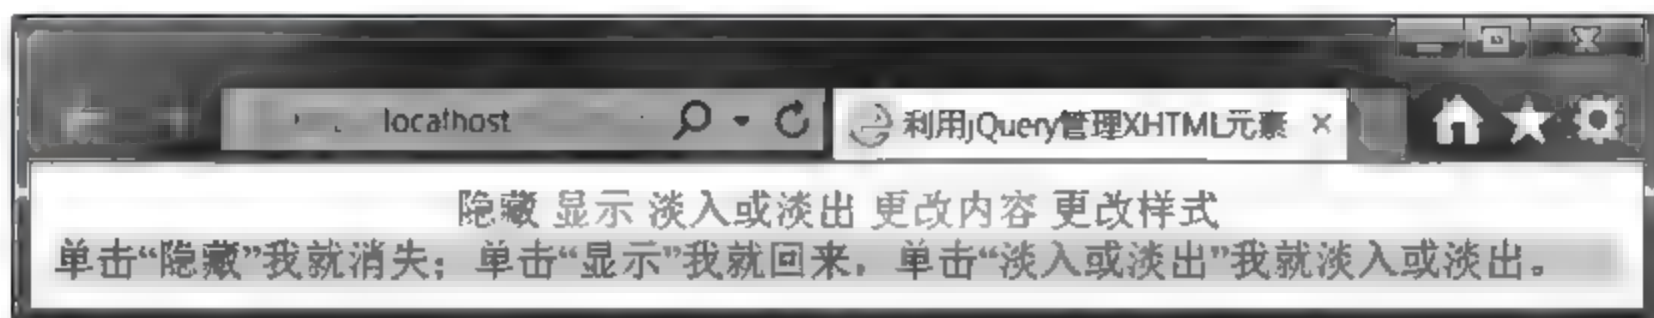 localhost
利用jQuery管理XHTML元素 ×
隐藏 显示 淡入或淡出 更改内容 更改样式
单击“隐藏”我就消失；单击“显示”我就回来，单击“淡入或淡出”我就淡入或淡出。